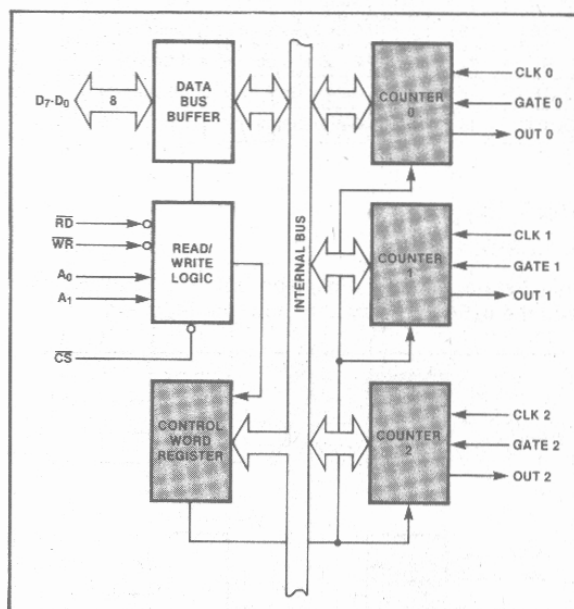 D7-D0
8
DATA
BUS
BUFFER
RD
WR
A0
A1
CS
READ/
WRITE
LOGIC
CONTROL
WORD
REGISTER
INTERNAL BUS
COUNTER
0
CLK 0
GATE 0
OUT 0
COUNTER
1
CLK 1
GATE 1
OUT 1
COUNTER
2
CLK 2
GATE 2
OUT 2